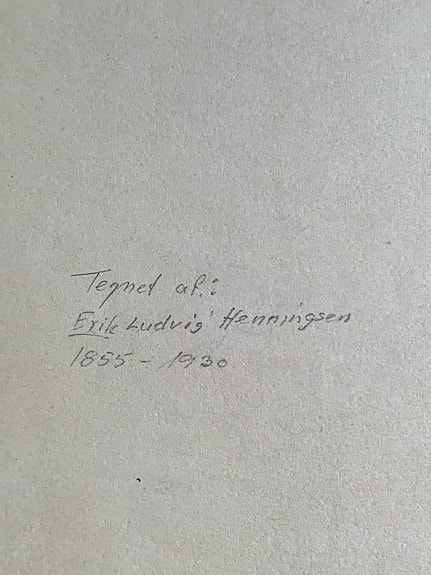 Tegnet af.:
Erik Ludvig Henningsen
1855 - 1930